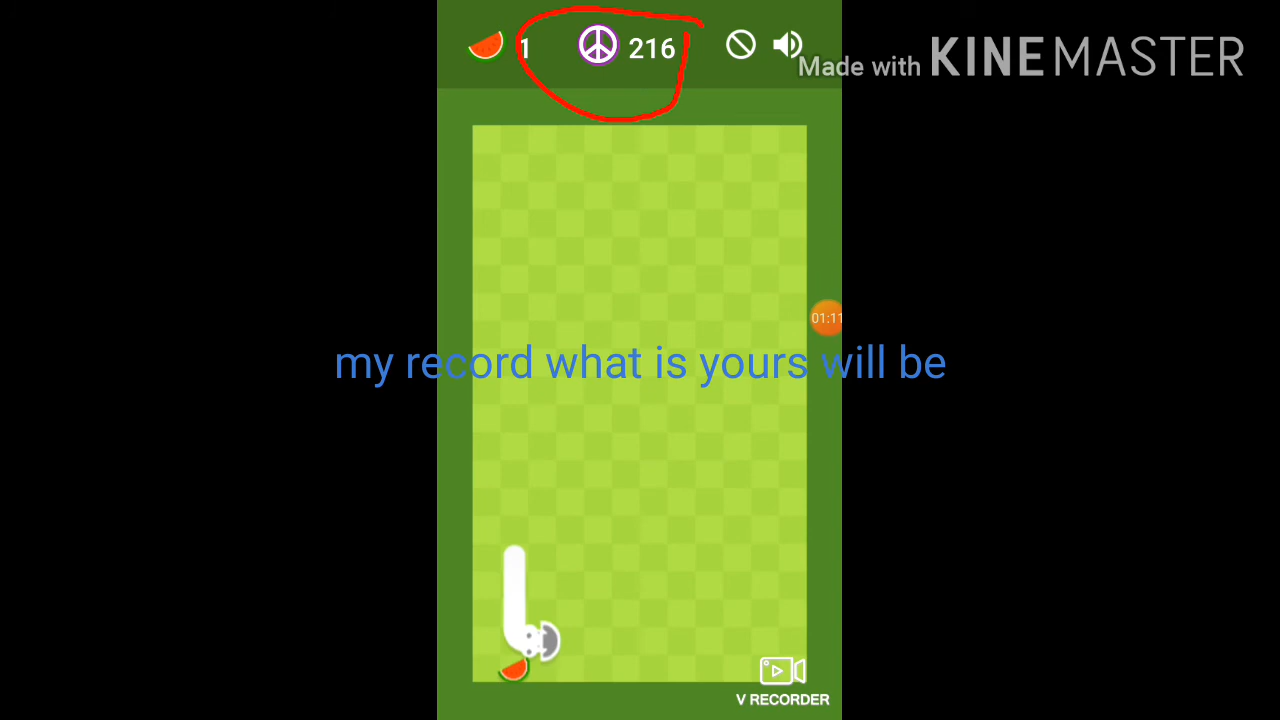 1
216
Made with KINEMASTER
01:11
my record what is yours will be
V RECORDER